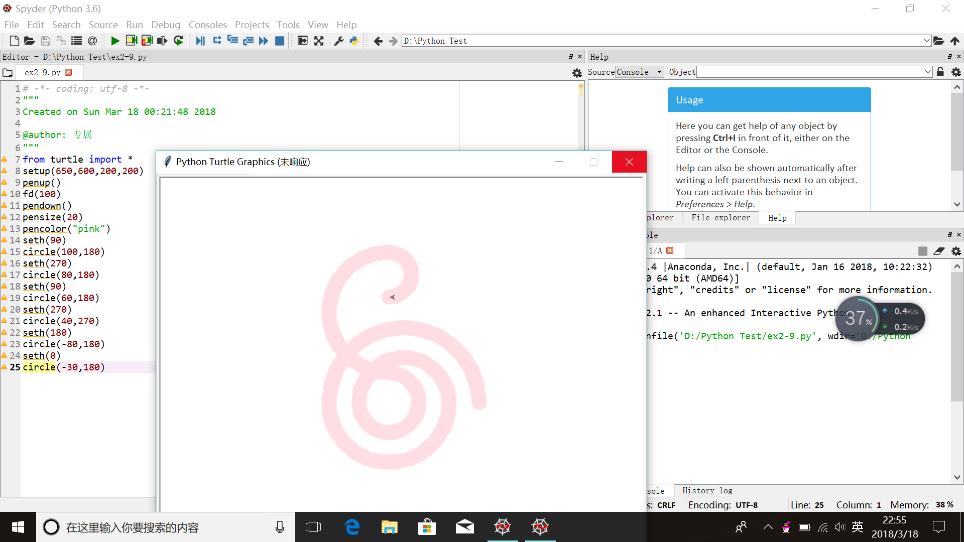 Spyder (Python 3.6)
File Edit Search Source Run Debug Consoles Projects Tools View Help
D:\Python Test
Editor - D:\Python Test\ex2-9.py
ex2-9.py
1 # -*- coding: utf-8 -*-
2 """
3 Created on Sun Mar 18 00:21:48 2018
4
5 @author: 专属
6 """
7 from turtle import *
8 setup(650,600,200,200)
9 penup()
10 fd(100)
11 pendown()
12 pensize(20)
13 pencolor("pink")
14 seth(90)
15 circle(100,180)
16 seth(270)
17 circle(80,180)
18 seth(90)
19 circle(60,180)
20 seth(270)
21 circle(40,270)
22 seth(180)
23 circle(-80,180)
24 seth(0)
25 circle(-30,180)
Python Turtle Graphics (未响应)
Help
Source Console Object
Usage
Here you can get help of any object by
pressing Ctrl+I in front of it, either on the
Editor or the Console.
Help can also be shown automatically after
writing a left parenthesis next to an object.
You can activate this behavior in
Preferences > Help.
plorer File explorer Help
ole
1/A
.4 |Anaconda, Inc.| (default, Jan 16 2018, 10:22:32)
0 64 bit (AMD64)]
right", "credits" or "license" for more information.
2.1 -- An enhanced Interactive Python
nfile('D:/Python Test/ex2-9.py', wdir='D:/Python
37%
0.4K/s
0.2K/s
sole History log
s: CRLF Encoding: UTF-8 Line: 25 Column: 1 Memory: 38 %
在这里输入你要搜索的内容
英
22:55
2018/3/18